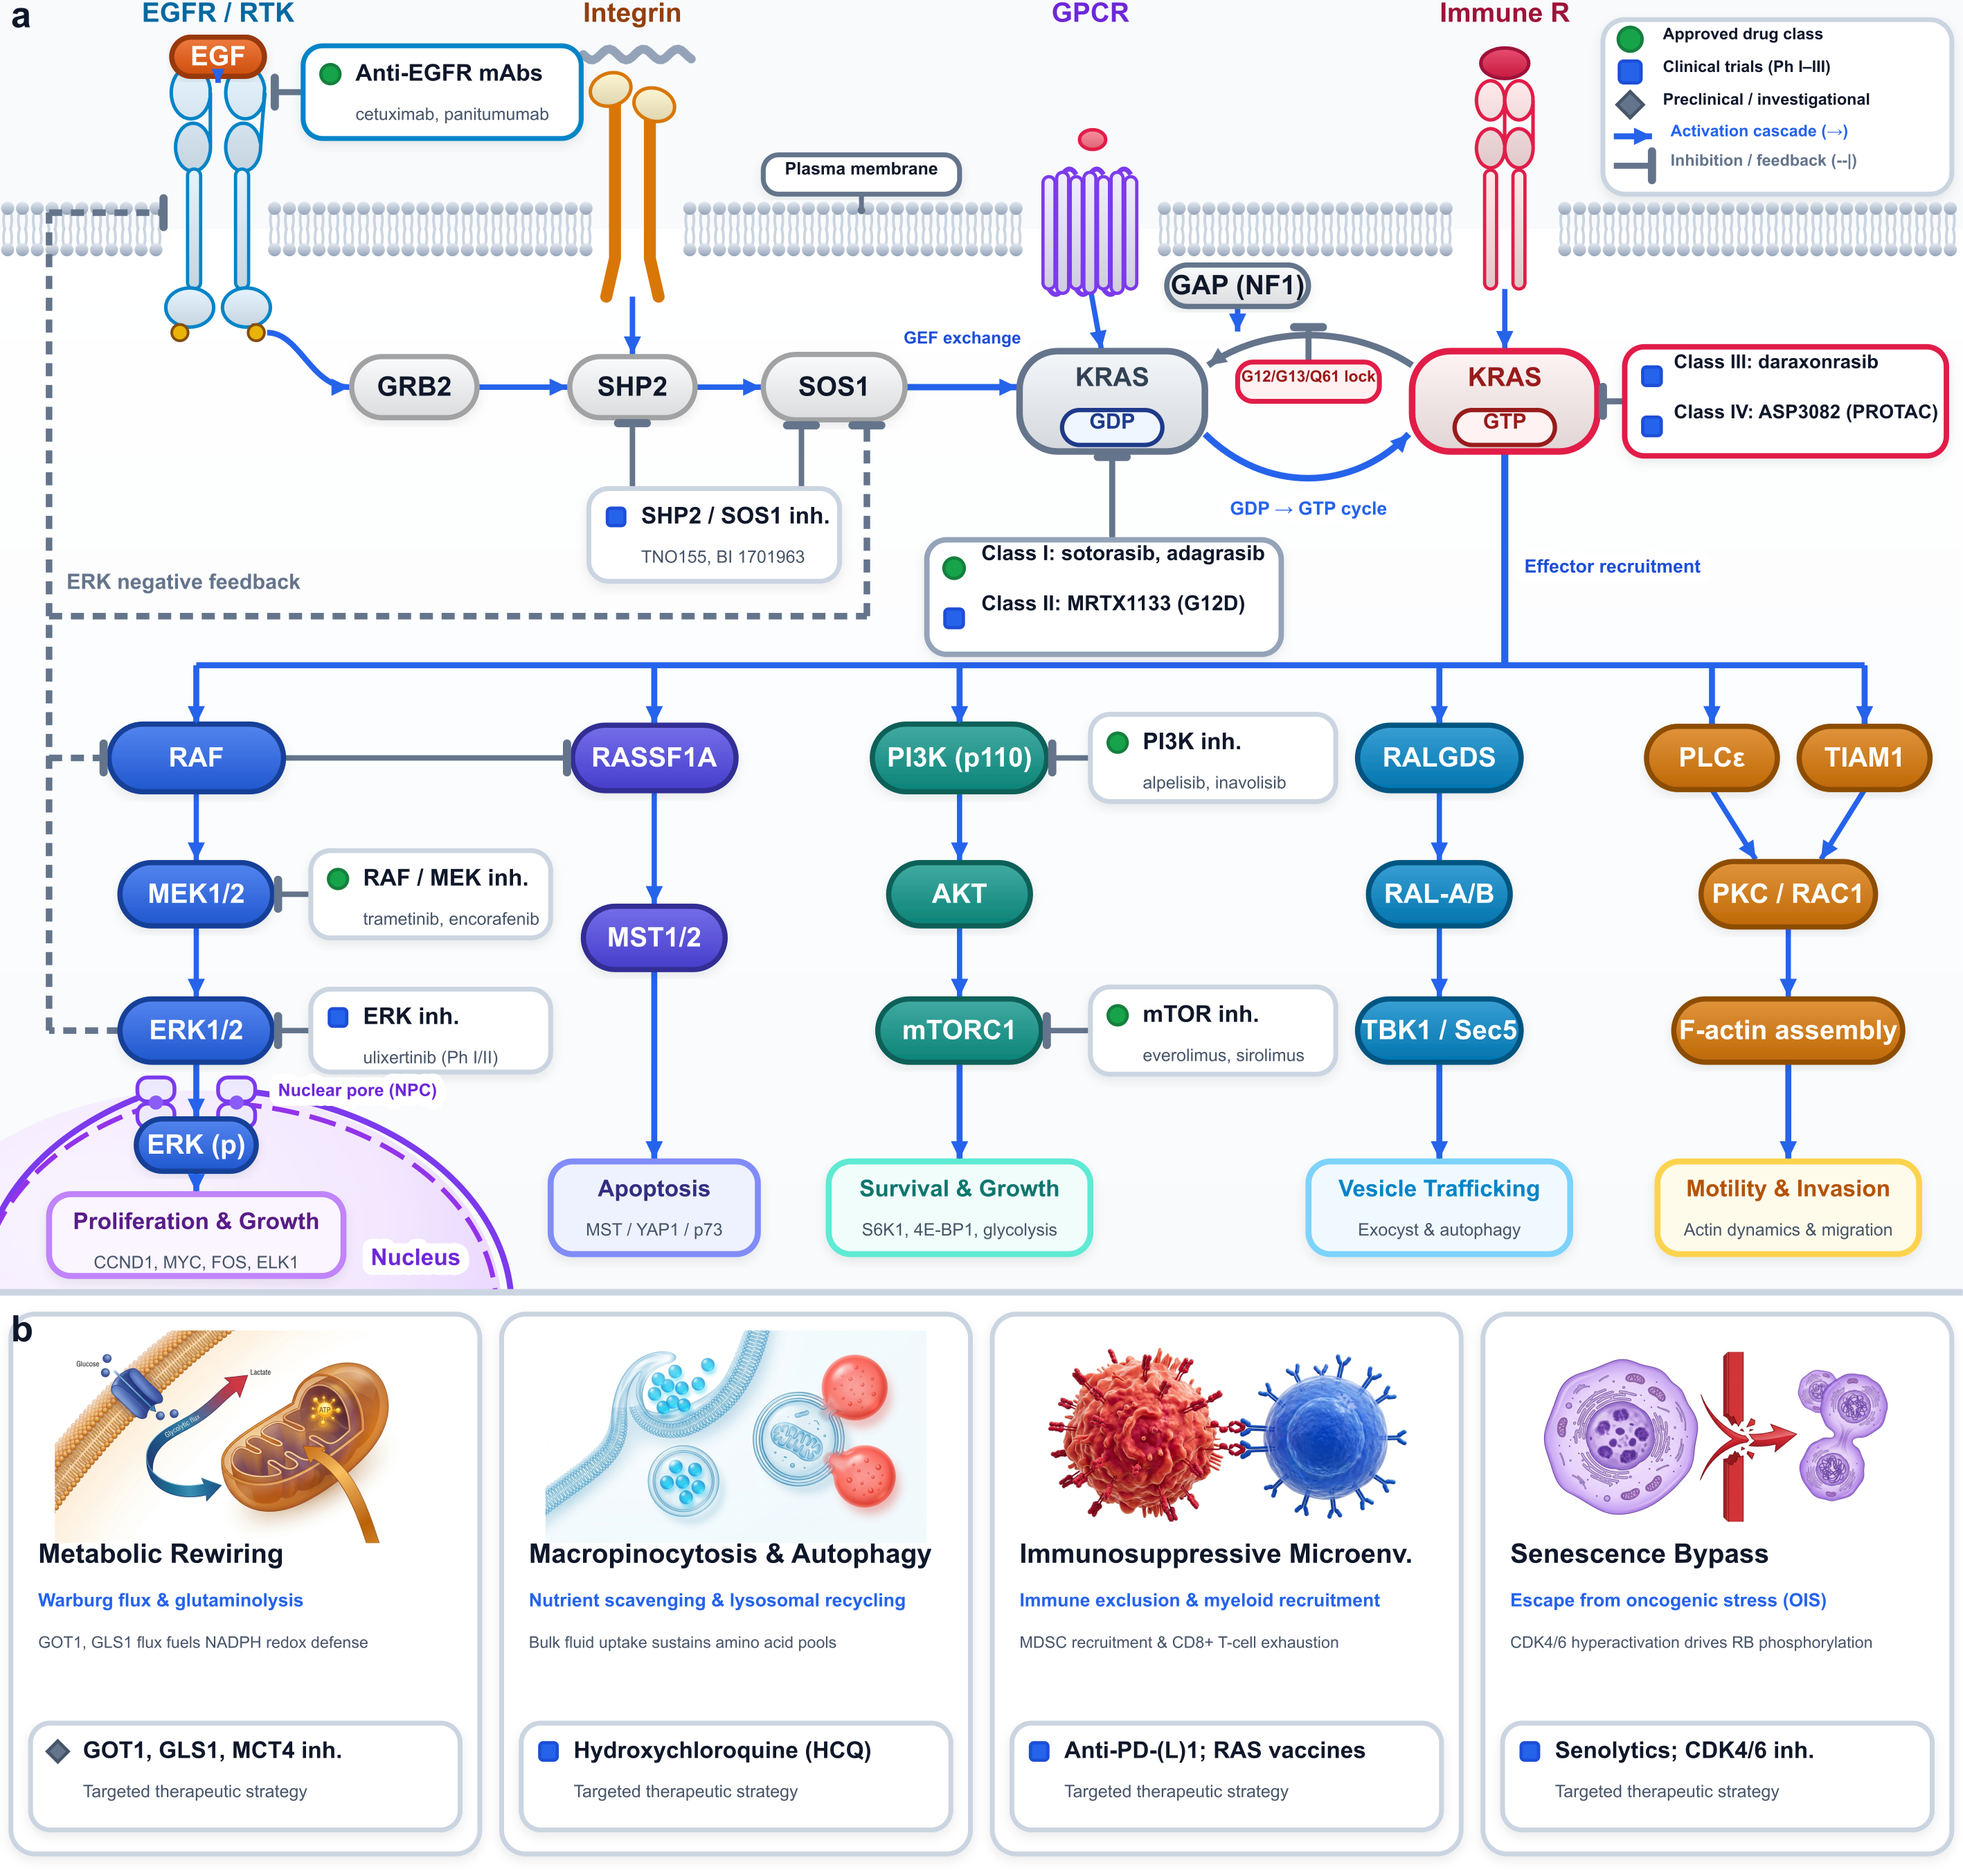 a
EGFR / RTK
Integrin
GPCR
Immune R
EGF
Anti-EGFR mAbs
cetuximab, panitumumab
Approved drug class
Clinical trials (Ph I–III)
Preclinical / investigational
Activation cascade (→)
Inhibition / feedback (--|)
Plasma membrane
GAP (NF1)
GEF exchange
GRB2
SHP2
SOS1
KRAS
GDP
G12/G13/Q61 lock
KRAS
GTP
Class III: daraxonrasib
Class IV: ASP3082 (PROTAC)
GDP → GTP cycle
SHP2 / SOS1 inh.
TNO155, BI 1701963
Class I: sotorasib, adagrasib
Class II: MRTX1133 (G12D)
ERK negative feedback
Effector recruitment
RAF
RASSF1A
PI3K (p110)
PI3K inh.
alpelisib, inavolisib
RALGDS
PLCε
TIAM1
MEK1/2
RAF / MEK inh.
trametinib, encorafenib
MST1/2
AKT
RAL-A/B
PKC / RAC1
ERK1/2
ERK inh.
ulixertinib (Ph I/II)
mTORC1
mTOR inh.
everolimus, sirolimus
TBK1 / Sec5
F-actin assembly
Nuclear pore (NPC)
ERK (p)
Proliferation & Growth
CCND1, MYC, FOS, ELK1
Nucleus
Apoptosis
MST / YAP1 / p73
Survival & Growth
S6K1, 4E-BP1, glycolysis
Vesicle Trafficking
Exocyst & autophagy
Motility & Invasion
Actin dynamics & migration
b
Glucose
Lactate
Glycolytic flux
ATP
Metabolic Rewiring
Warburg flux & glutaminolysis
GOT1, GLS1 flux fuels NADPH redox defense
GOT1, GLS1, MCT4 inh.
Targeted therapeutic strategy
Macropinocytosis & Autophagy
Nutrient scavenging & lysosomal recycling
Bulk fluid uptake sustains amino acid pools
Hydroxychloroquine (HCQ)
Targeted therapeutic strategy
Immunosuppressive Microenv.
Immune exclusion & myeloid recruitment
MDSC recruitment & CD8+ T-cell exhaustion
Anti-PD-(L)1; RAS vaccines
Targeted therapeutic strategy
Senescence Bypass
Escape from oncogenic stress (OIS)
CDK4/6 hyperactivation drives RB phosphorylation
Senolytics; CDK4/6 inh.
Targeted therapeutic strategy